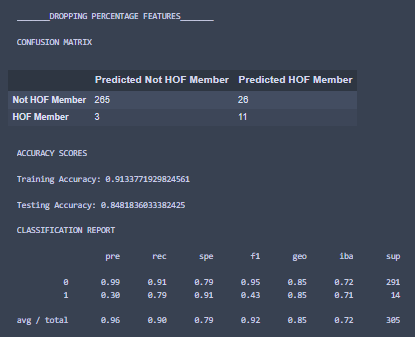 _______DROPPING PERCENTAGE FEATURES_______
CONFUSION MATRIX
Predicted Not HOF Member Predicted HOF Member
Not HOF Member 265 26
HOF Member 3 11
ACCURACY SCORES
Training Accuracy: 0.9133771929824561
Testing Accuracy: 0.8481836033382425
CLASSIFICATION REPORT
pre rec spe f1 geo iba sup
0 0.99 0.91 0.79 0.95 0.85 0.72 291
1 0.30 0.79 0.91 0.43 0.85 0.71 14
avg / total 0.96 0.90 0.79 0.92 0.85 0.72 305